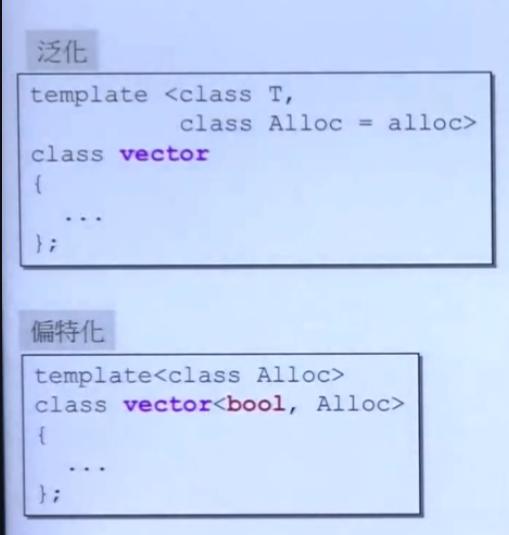 泛化
template <class T,
          class Alloc = alloc>
class vector
{
  ...
};
偏特化
template<class Alloc>
class vector<bool, Alloc>
{
  ...
};